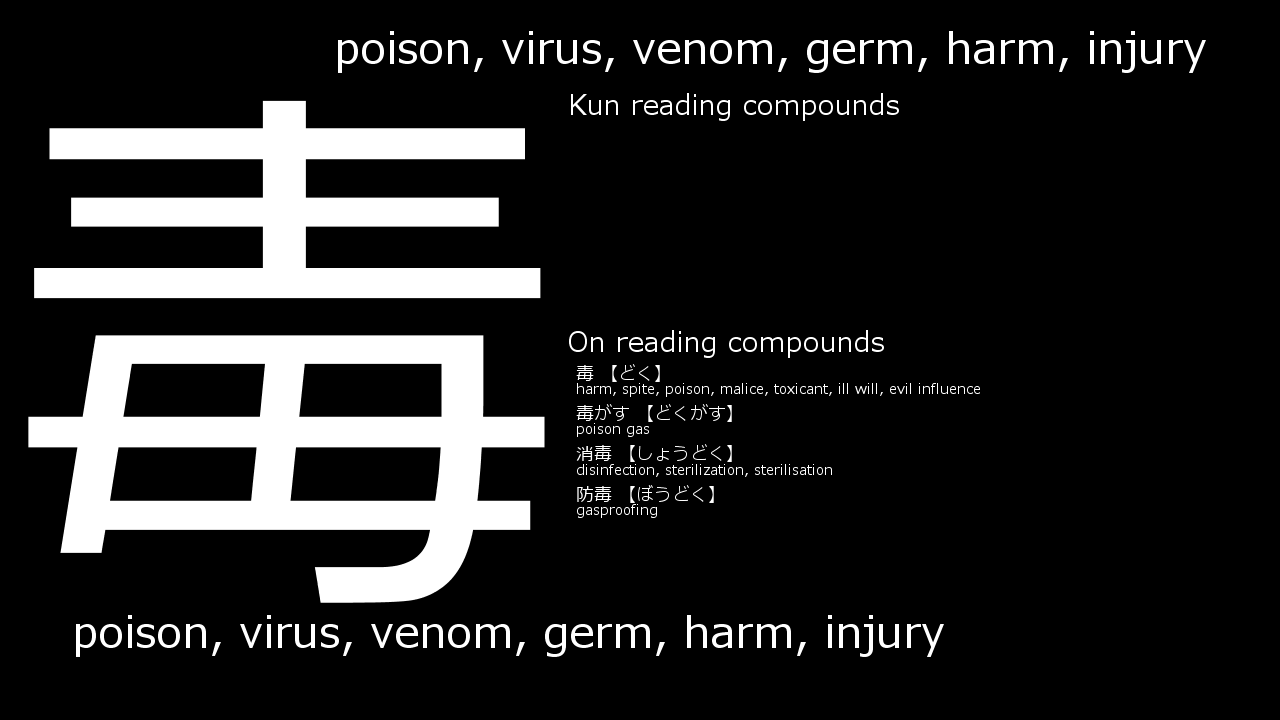 poison, virus, venom, germ, harm, injury
毒
Kun reading compounds
On reading compounds
毒 【どく】
harm, spite, poison, malice, toxicant, ill will, evil influence
毒がす 【どくがす】
poison gas
消毒 【しょうどく】
disinfection, sterilization, sterilisation
防毒 【ぼうどく】
gasproofing
poison, virus, venom, germ, harm, injury